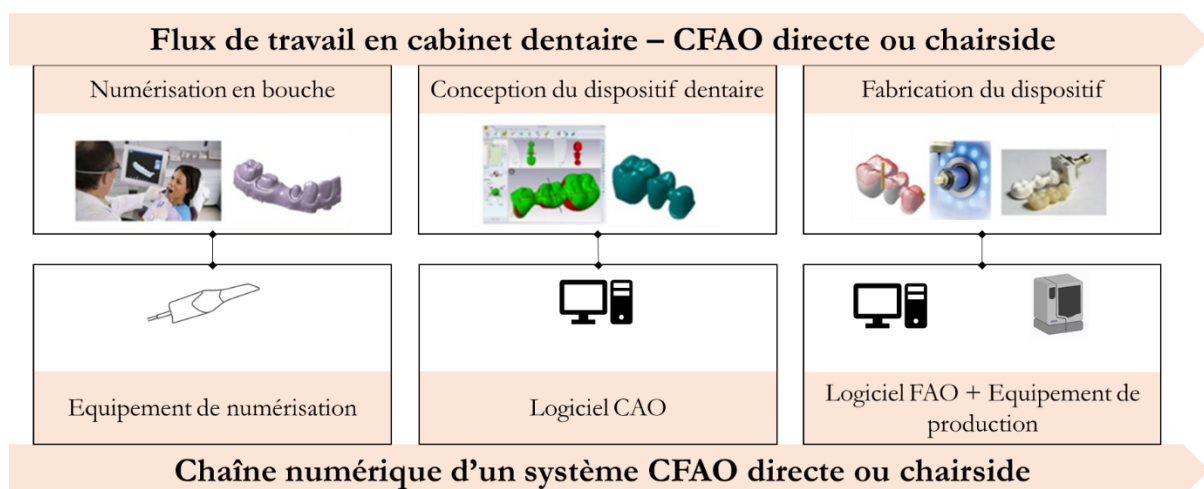 Flux de travail en cabinet dentaire – CFAO directe ou chairside
Numérisation en bouche
Conception du dispositif dentaire
Fabrication du dispositif
Equipement de numérisation
Logiciel CAO
Logiciel FAO + Equipement de
production
Chaîne numérique d’un système CFAO directe ou chairside